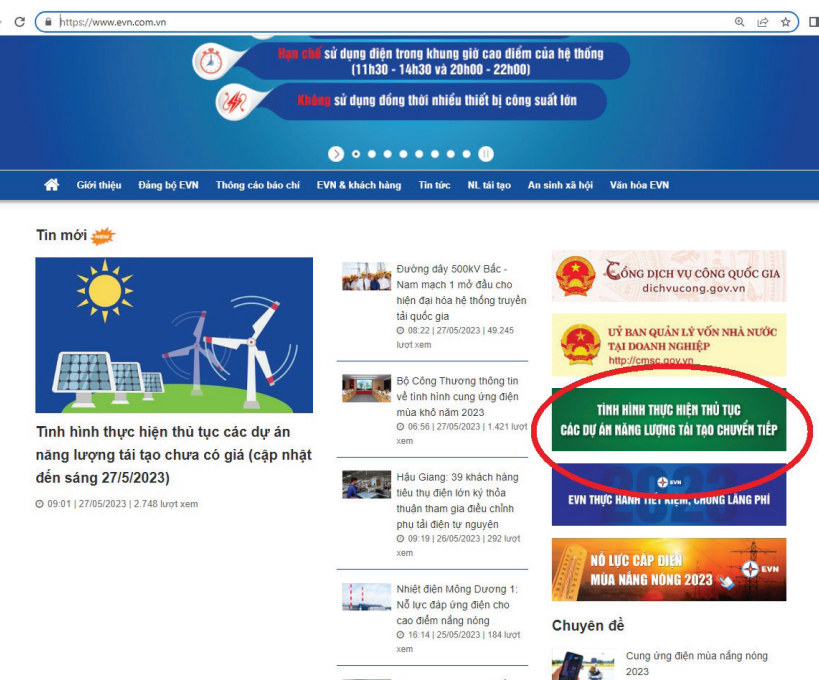 https://www.evn.com.vn
Hạn chế sử dụng điện trong khung giờ cao điểm của hệ thống
(11h30 - 14h30 và 20h00 - 22h00)
Không sử dụng đồng thời nhiều thiết bị công suất lớn
Giới thiệu Đảng bộ EVN Thông cáo báo chí EVN & khách hàng Tin tức NL tái tạo An sinh xã hội Văn hóa EVN
Tin mới
Tình hình thực hiện thủ tục các dự án
năng lượng tái tạo chưa có giá (cập nhật
đến sáng 27/5/2023)
09:01 | 27/05/2023 | 2.748 lượt xem
Đường dây 500kV Bắc -
Nam mạch 1 mở đầu cho
hiện đại hóa hệ thống truyền
tải quốc gia
08:22 | 27/05/2023 | 49.245
lượt xem
Bộ Công Thương thông tin
về tình hình cung ứng điện
mùa khô năm 2023
06:56 | 27/05/2023 | 1.421 lượt
xem
Hậu Giang: 39 khách hàng
tiêu thụ điện lớn ký thỏa
thuận tham gia điều chỉnh
phụ tải điện tự nguyện
09:19 | 26/05/2023 | 292 lượt
xem
Nhiệt điện Mông Dương 1:
Nỗ lực đáp ứng điện cho
cao điểm nắng nóng
16:14 | 25/05/2023 | 184 lượt
xem
CỔNG DỊCH VỤ CÔNG QUỐC GIA
dichvucong.gov.vn
UỶ BAN QUẢN LÝ VỐN NHÀ NƯỚC
TẠI DOANH NGHIỆP
http://cmsc.gov.vn
TÌNH HÌNH THỰC HIỆN THỦ TỤC
CÁC DỰ ÁN NĂNG LƯỢNG TÁI TẠO CHUYỂN TIẾP
2023
EVN
EVN THỰC HÀNH TIẾT KIỆM, CHỐNG LÃNG PHÍ
NỖ LỰC CẤP ĐIỆN
MÙA NẮNG NÓNG 2023
EVN
Chuyên đề
Cung ứng điện mùa nắng nóng
2023